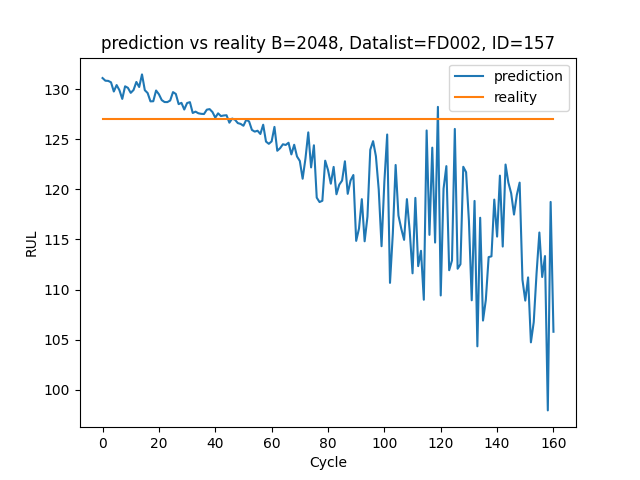 prediction vs reality B=2048, Datalist=FD002, ID=157
prediction
reality
130
125
120
115
110
105
100
RUL
0 20 40 60 80 100 120 140 160
Cycle